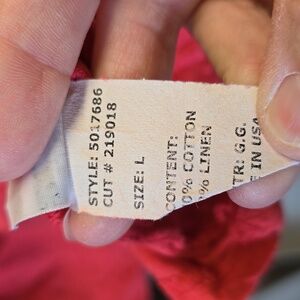 STYLE: 5017686
CUT # 219018
SIZE: L
CONTENT:
0% COTTON
0% LINEN
TR: G.G.
E IN USA